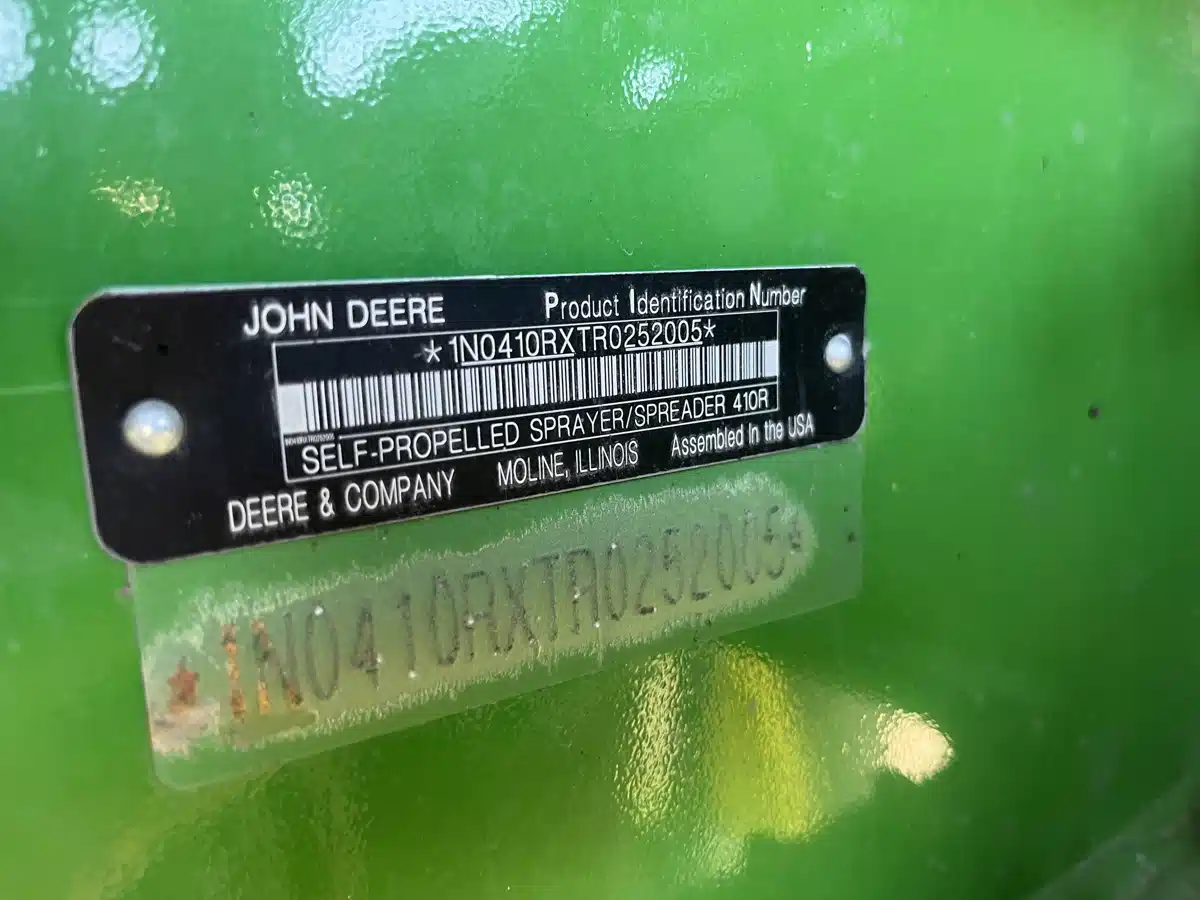 JOHN DEERE Product Identification Number
*1N0410RXTR0252005*
1N0410RXTR0252005
SELF-PROPELLED SPRAYER/SPREADER 410R
DEERE & COMPANY MOLINE, ILLINOIS Assembled In the USA
*1N0410RXTR0252005*